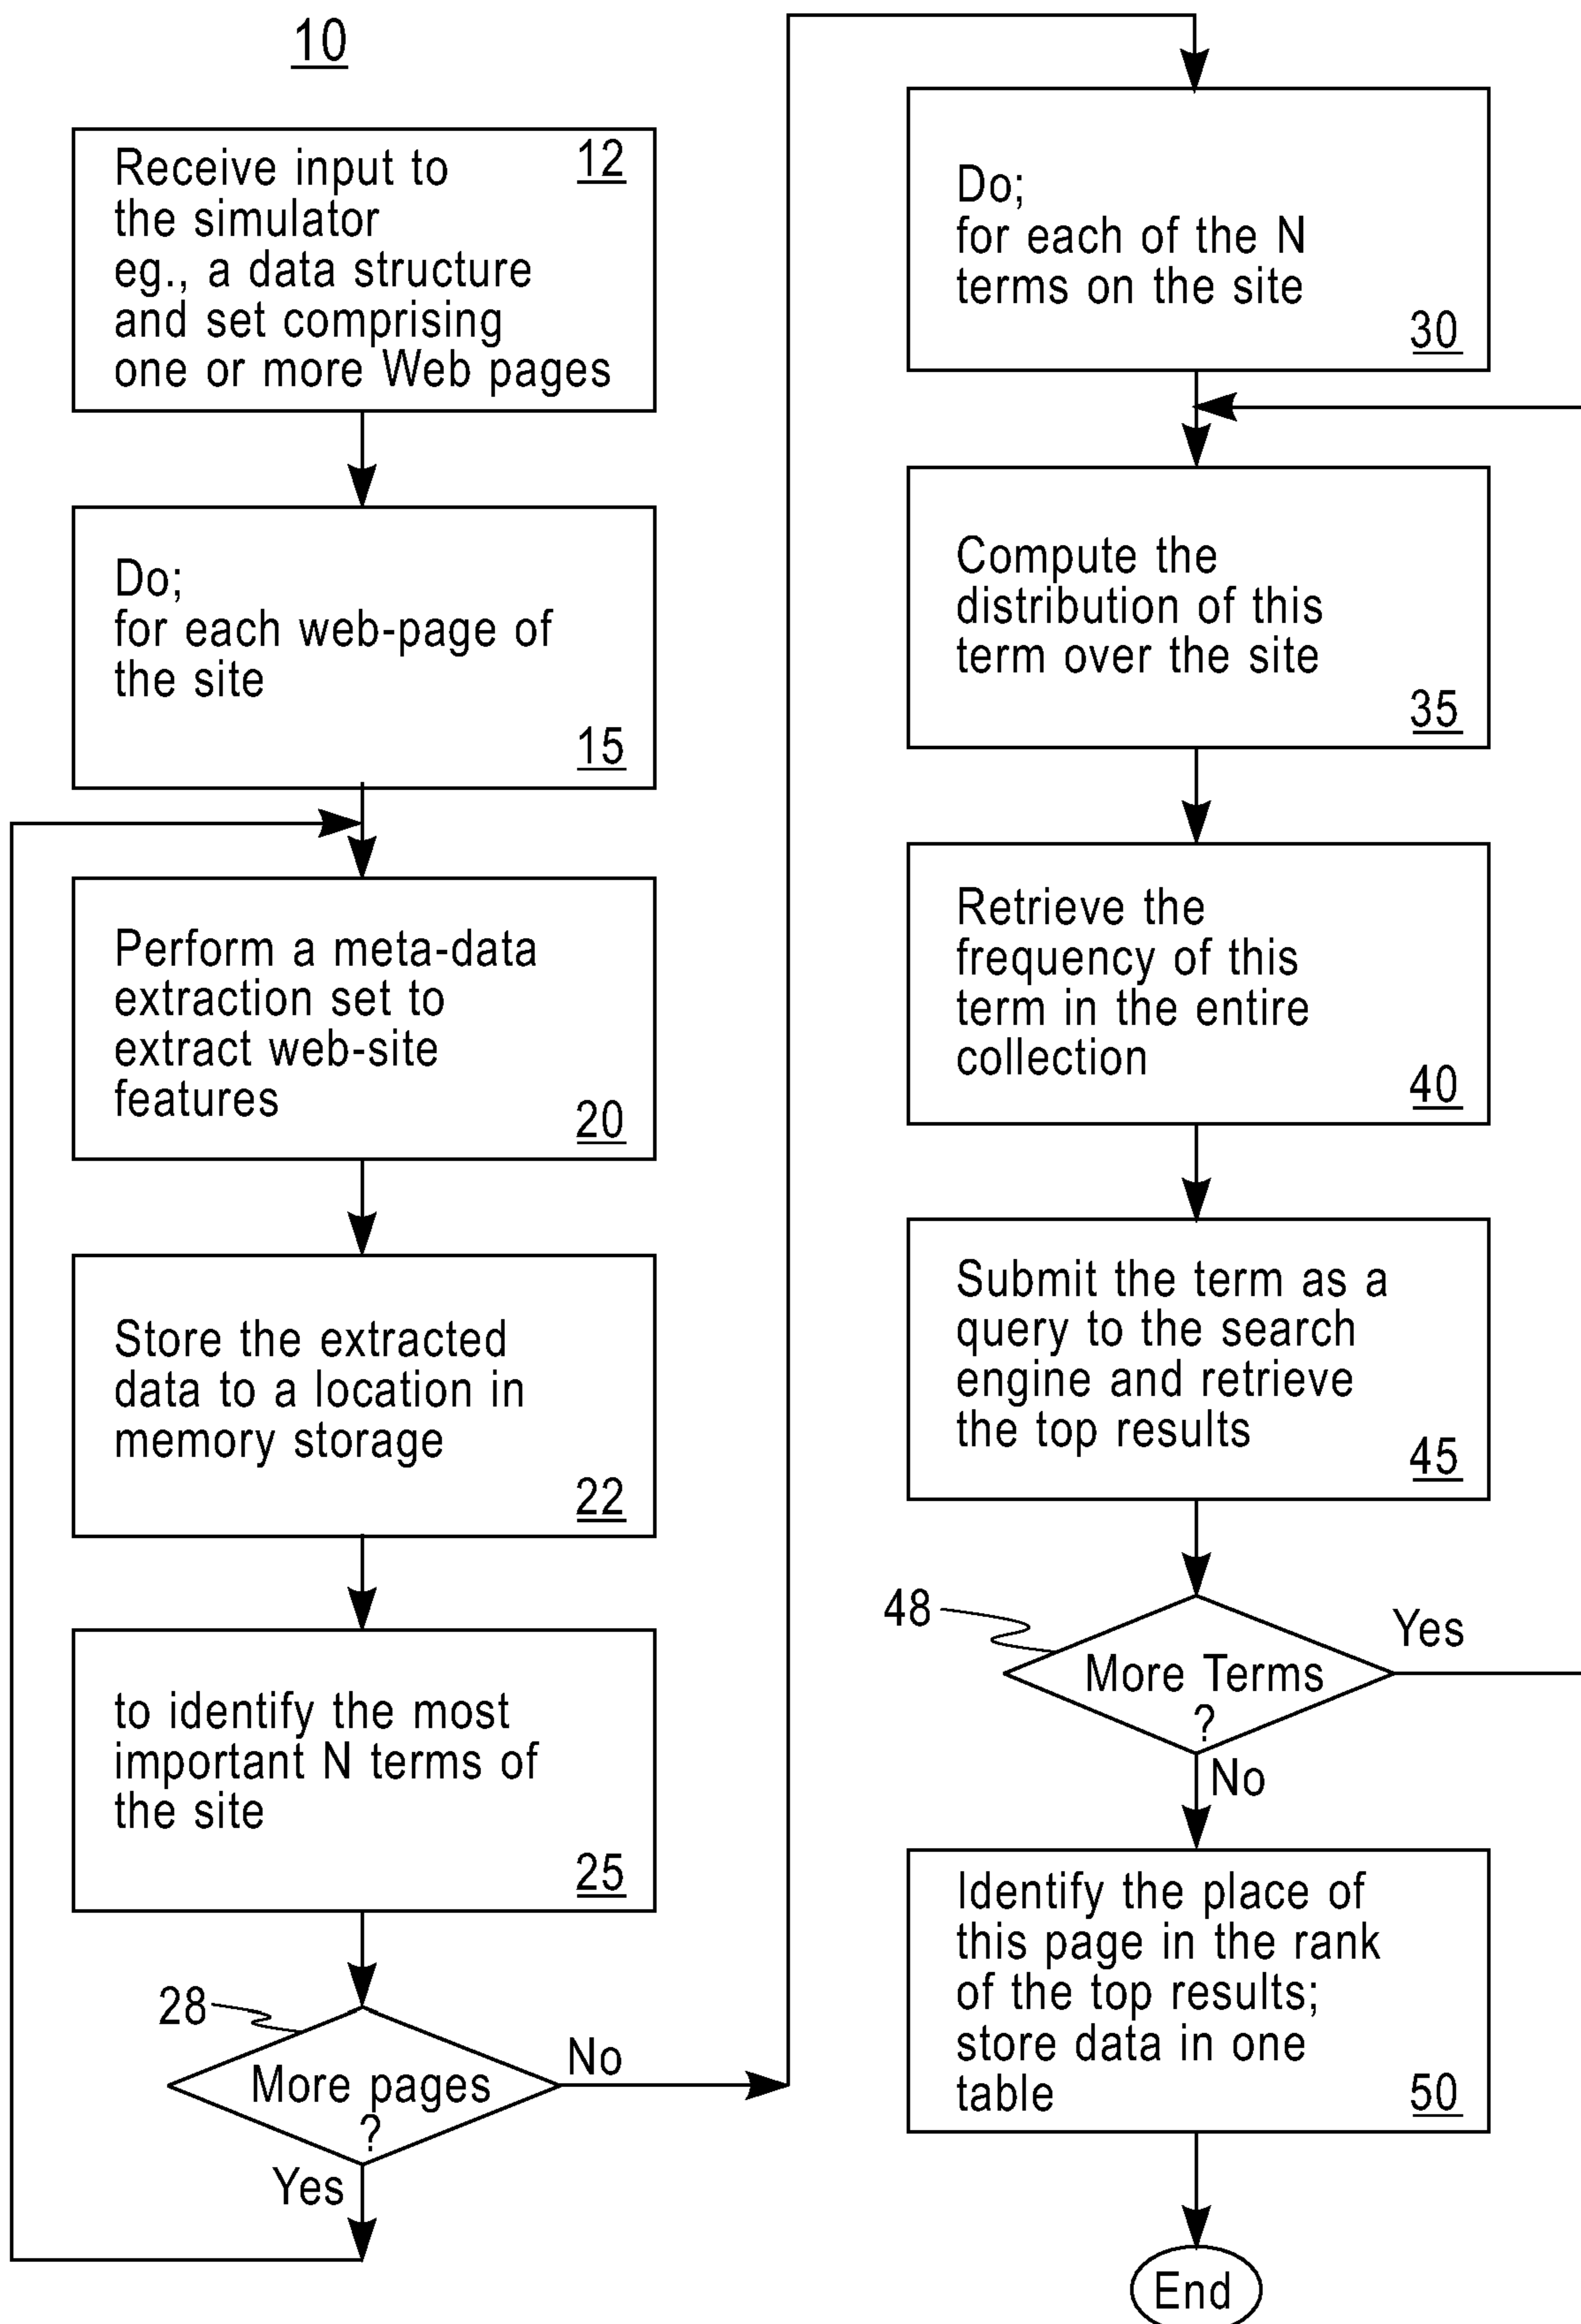 10
Receive input to
12
the simulator
eg., a data structure
and set comprising
one or more Web pages
Do;
for each web-page of
the site
15
Perform a meta-data
extraction set to
extract web-site
features
20
Store the extracted
data to a location in
memory storage
22
to identify the most
important N terms of
the site
25
28
More pages
?
No
Yes
Do;
for each of the N
terms on the site
30
Compute the
distribution of this
term over the site
35
Retrieve the
frequency of this
term in the entire
collection
40
Submit the term as a
query to the search
engine and retrieve
the top results
45
48
More Terms
?
Yes
No
Identify the place of
this page in the rank
of the top results;
store data in one
table
50
End